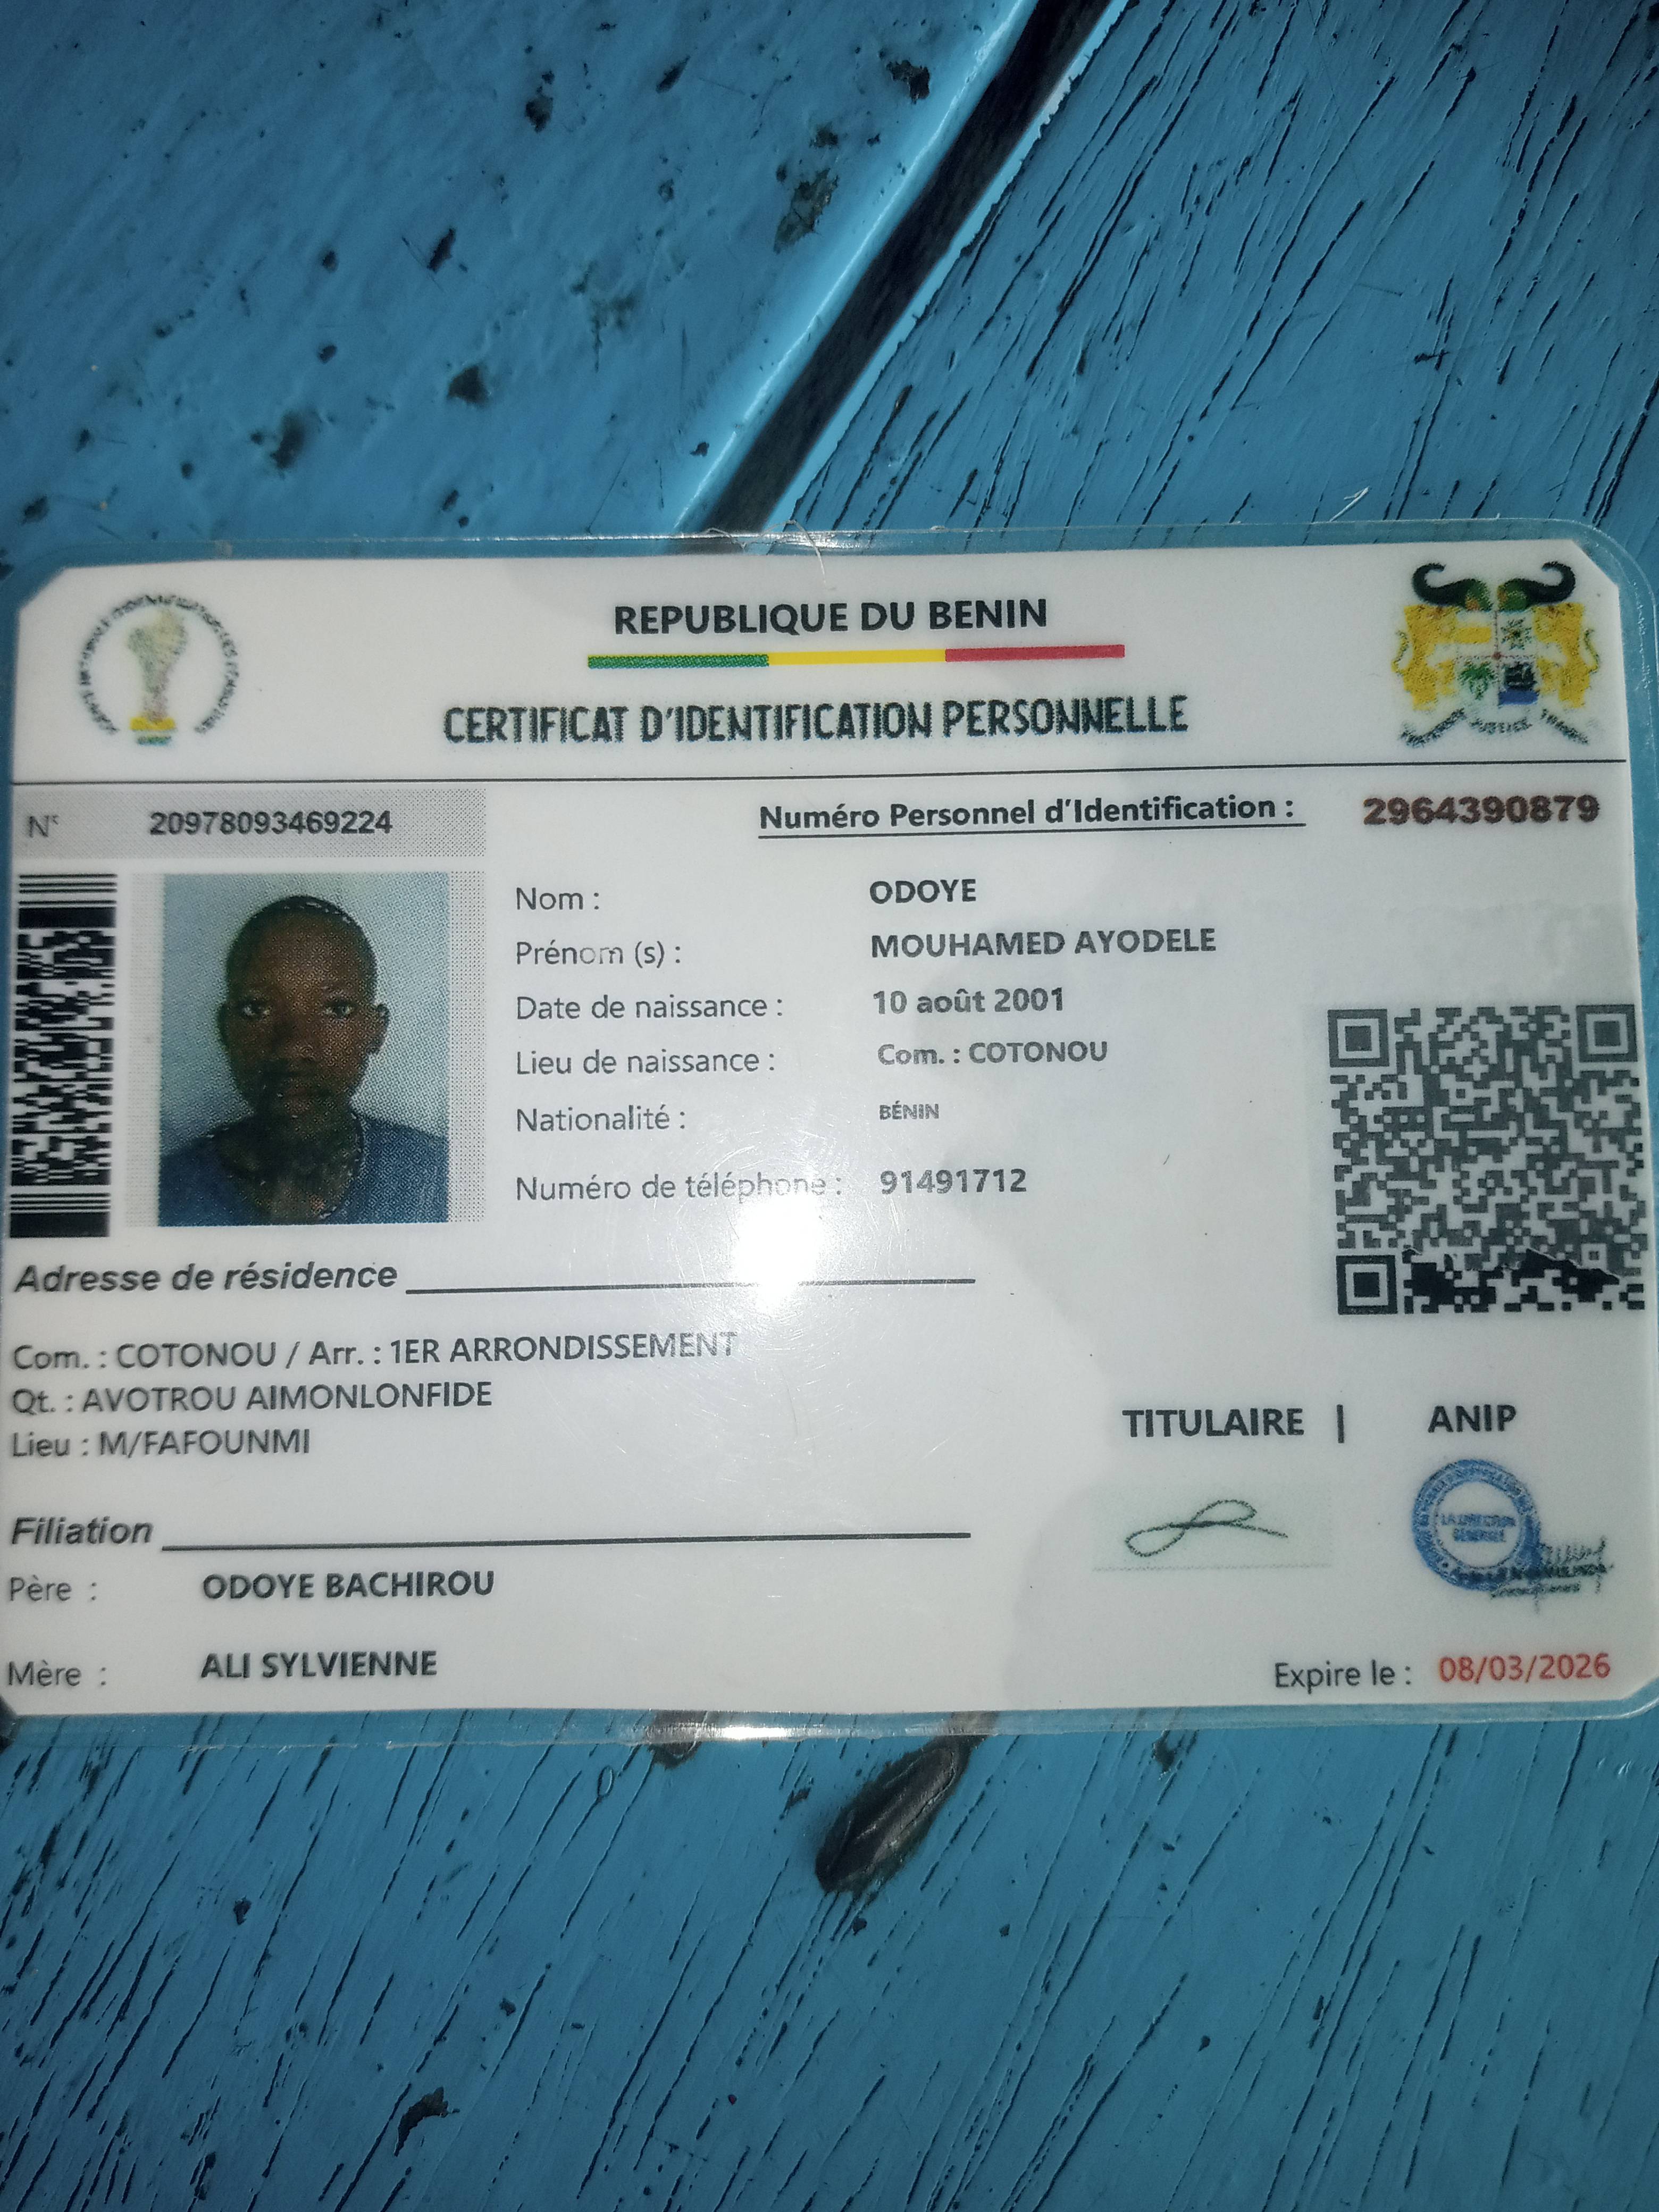 REPUBLIQUE DU BENIN
CERTIFICAT D'IDENTIFICATION PERSONNELLE
N° 20978093469224
Numéro Personnel d'Identification : 2964390879
Nom : ODOYE
Prénom (s) : MOUHAMED AYODELE
Date de naissance : 10 août 2001
Lieu de naissance : Com. : COTONOU
Nationalité : BÉNIN
Numéro de téléphone : 91491712
Adresse de résidence
Com. : COTONOU / Arr. : 1ER ARRONDISSEMENT
Qt. : AVOTROU AIMONLONFIDE
Lieu : M/FAFOUNMI
TITULAIRE | ANIP
LA DIRECTION
GENERALE
Filiation
Père : ODOYE BACHIROU
Mère : ALI SYLVIENNE
Expire le : 08/03/2026